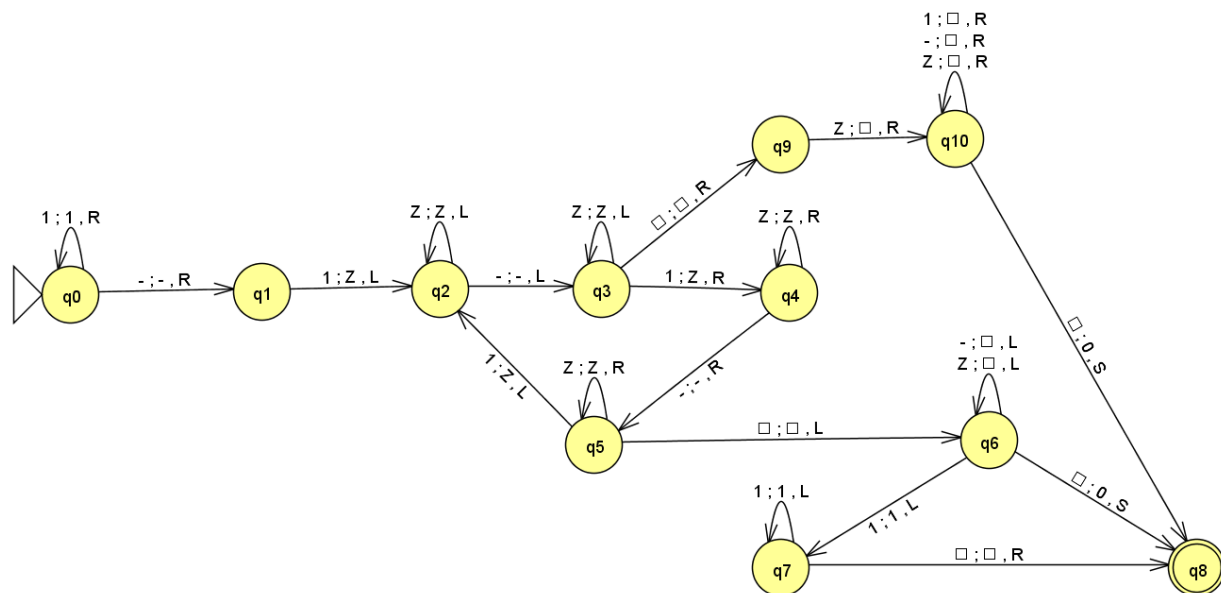 1 ; □ , R
- ; □ , R
Z ; □ , R
q9
Z ; □ , R
q10
□ ; □ , R
1 ; 1 , R
Z ; Z , L
Z ; Z , L
Z ; Z , R
q0
- ; - , R
q1
1 ; Z , L
q2
- ; - , L
q3
1 ; Z , R
q4
□ ; 0 , S
1 ; Z , L
- ; - , R
Z ; Z , R
q5
□ ; □ , L
- ; □ , L
Z ; □ , L
q6
□ ; 0 , S
1 ; 1 , L
1 ; 1 , L
q7
□ ; □ , R
q8